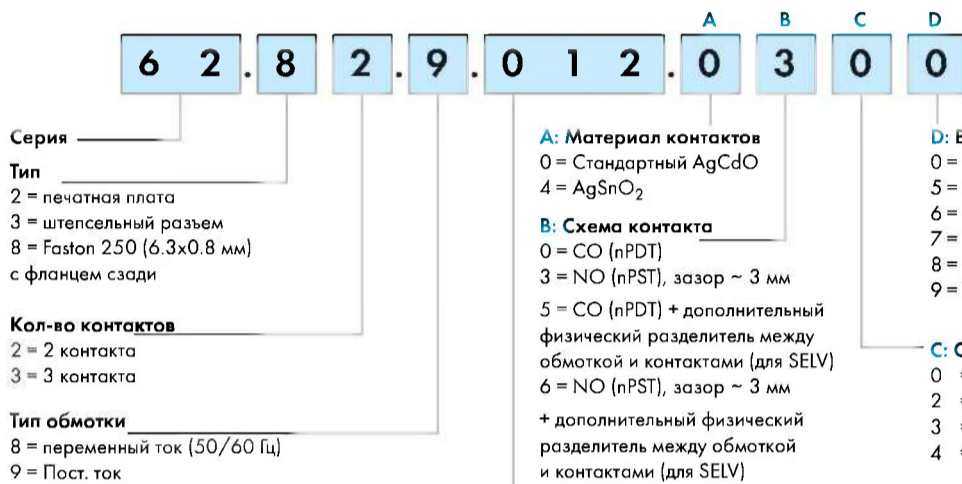 A B C D
6 2 . 8 2 . 9 . 0 1 2 . 0 3 0 0
Серия
Тип
2 = печатная плата
3 = штепсельный разъем
8 = Faston 250 (6.3x0.8 мм)
с фланцем сзади
Кол-во контактов
2 = 2 контакта
3 = 3 контакта
Тип обмотки
8 = переменный ток (50/60 Гц)
9 = Пост. ток
A: Материал контактов
0 = Стандартный AgCdO
4 = AgSnO₂
B: Схема контакта
0 = CO (nPDT)
3 = NO (nPST), зазор ~ 3 мм
5 = CO (nPDT) + дополнительный
физический разделитель между
обмоткой и контактами (для SELV)
6 = NO (nPST), зазор ~ 3 мм
+ дополнительный физический
разделитель между обмоткой
и контактами (для SELV)
D:
0 =
5 =
6 =
7 =
8 =
9 =
C:
0 =
2 =
3 =
4 =